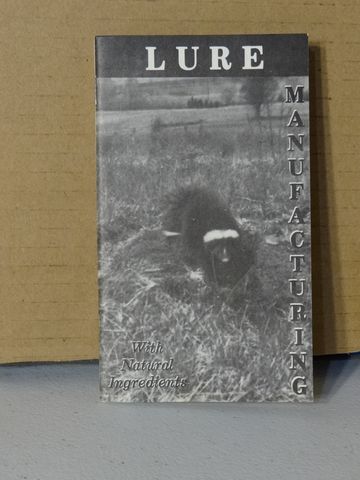 LURE
MANUFACTURING
With
Natural
Ingredients